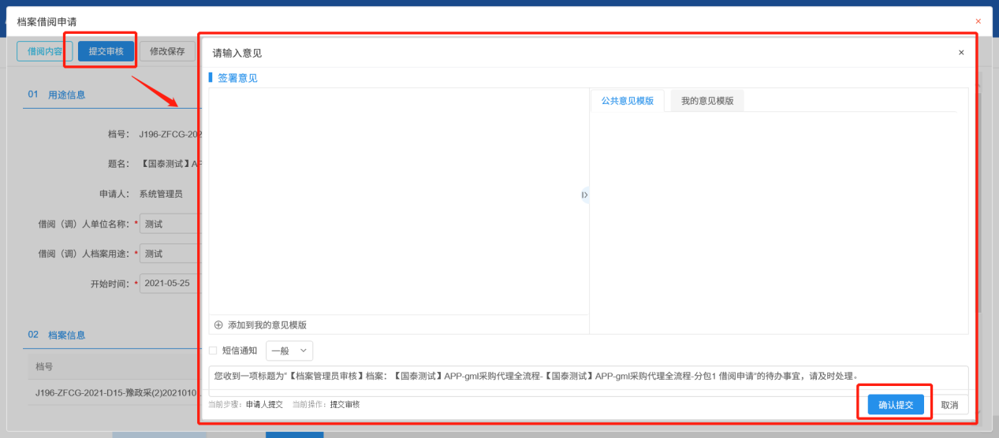 档案借阅申请
借阅内容 提交审核 修改保存
01 用途信息
档号： J196-ZFCG-202
题名： 【国泰测试】AP
申请人： 系统管理员
借阅（调）人单位名称：* 测试
借阅（调）人档案用途：* 测试
开始时间：* 2021-05-25
02 档案信息
档号
J196-ZFCG-2021-D15-豫政采(2)2021010
请输入意见
签署意见
公共意见模版 我的意见模版
添加到我的意见模版
短信通知 一般
您收到一项标题为“【档案管理员审核】档案：【国泰测试】APP-gml采购代理全流程-【国泰测试】APP-gml采购代理全流程-分包1 借阅申请”的待办事宜，请及时处理。
当前步骤：申请人提交 当前操作：提交审核
确认提交 取消